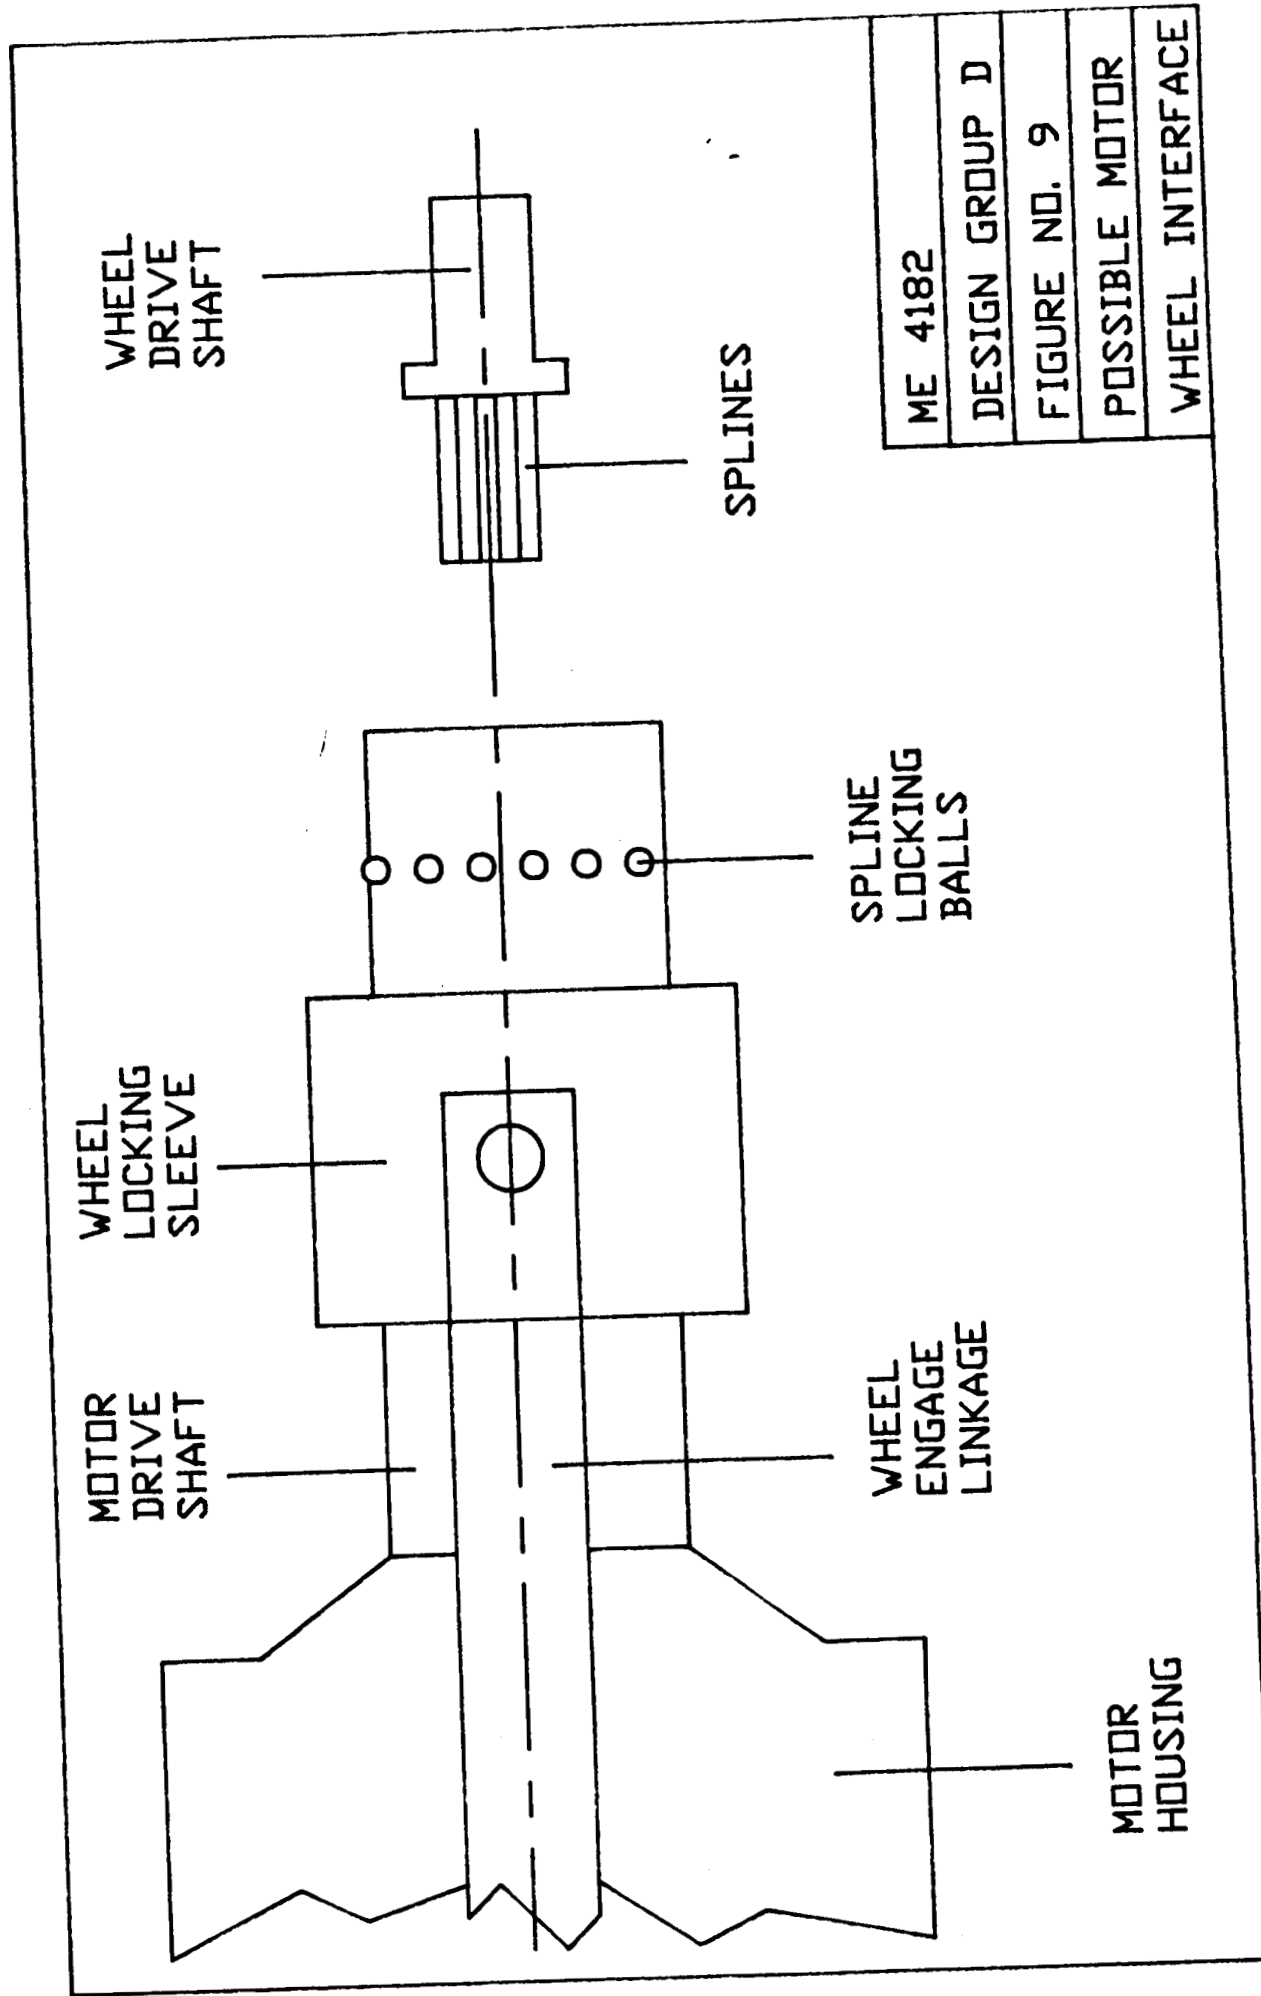 MOTOR
DRIVE
SHAFT
WHEEL
LOCKING
SLEEVE
WHEEL
DRIVE
SHAFT
MOTOR
HOUSING
WHEEL
ENGAGE
LINKAGE
SPLINE
LOCKING
BALLS
SPLINES
ME 4182
DESIGN GROUP D
FIGURE NO. 9
POSSIBLE MOTOR
WHEEL INTERFACE